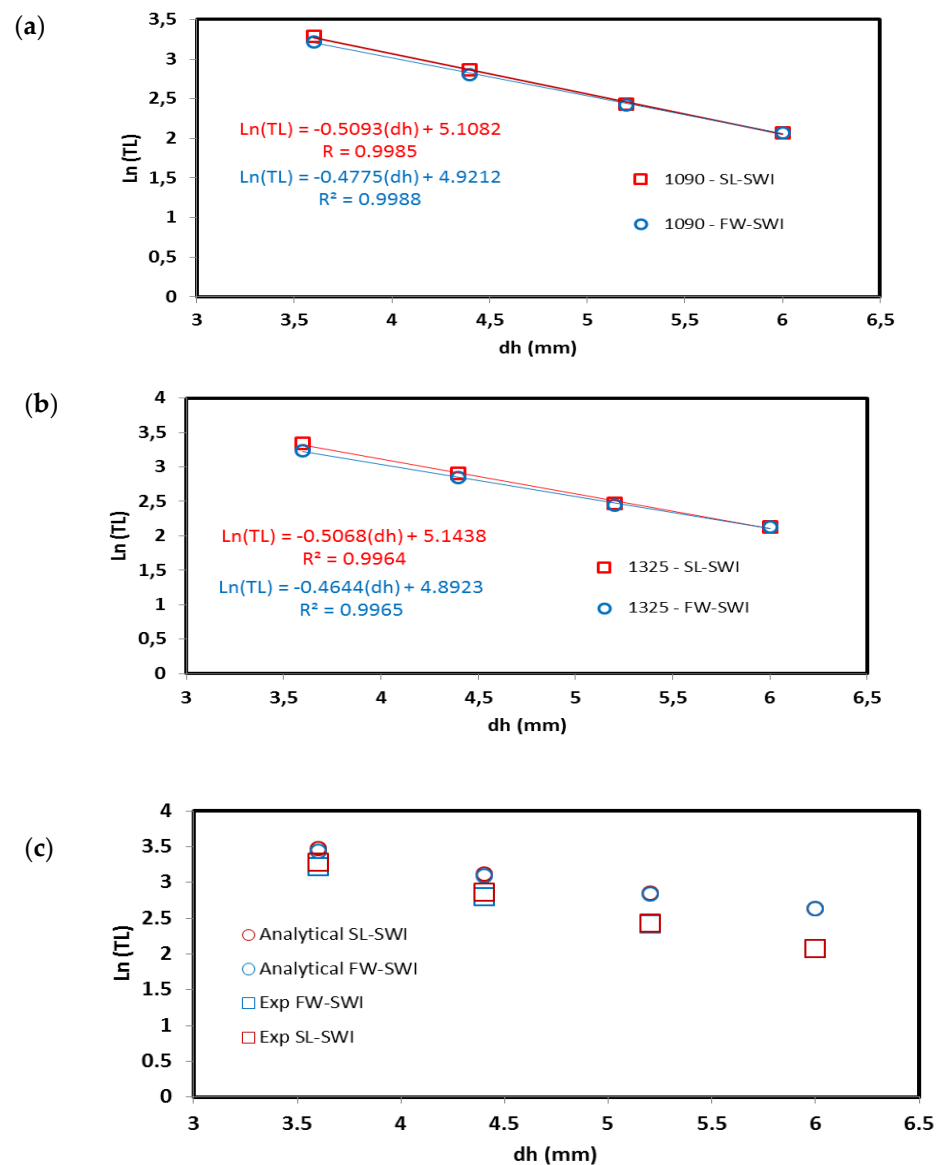 (a)
3,5
3
2,5
2
1,5
1
0,5
0
Ln (TL)
Ln(TL) = -0.5093(dh) + 5.1082
R = 0.9985
Ln(TL) = -0.4775(dh) + 4.9212
R² = 0.9988
1090 - SL-SWI
1090 - FW-SWI
3 3,5 4 4,5 5 5,5 6 6,5
dh (mm)
(b)
4
3,5
3
2,5
2
1,5
1
0,5
0
Ln (TL)
Ln(TL) = -0.5068(dh) + 5.1438
R² = 0.9964
Ln(TL) = -0.4644(dh) + 4.8923
R² = 0.9965
1325 - SL-SWI
1325 - FW-SWI
3 3,5 4 4,5 5 5,5 6 6,5
dh (mm)
(c)
4
3.5
3
2.5
2
1.5
1
0.5
0
Ln (TL)
Analytical SL-SWI
Analytical FW-SWI
Exp FW-SWI
Exp SL-SWI
3 3.5 4 4.5 5 5.5 6 6.5
dh (mm)